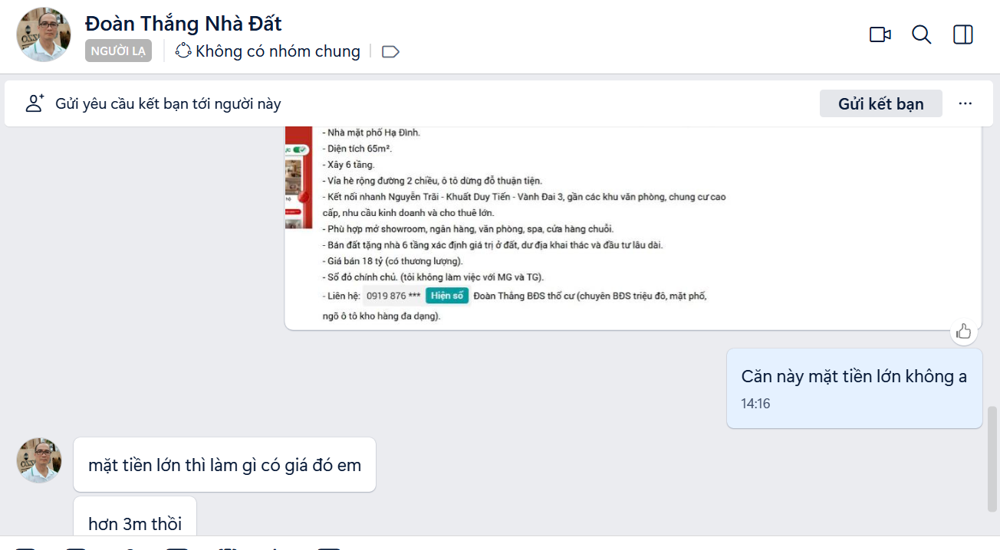 Đoàn Thắng Nhà Đất
NGƯỜI LẠ
Không có nhóm chung
Gửi yêu cầu kết bạn tới người này
Gửi kết bạn
- Nhà mặt phố Hạ Đình.
- Diện tích 65m².
- Xây 6 tầng.
- Vỉa hè rộng đường 2 chiều, ô tô dừng đỗ thuận tiện.
- Kết nối nhanh Nguyễn Trãi - Khuất Duy Tiến - Vành Đai 3, gần các khu văn phòng, chung cư cao
cấp, nhu cầu kinh doanh và cho thuê lớn.
- Phù hợp mở showroom, ngân hàng, văn phòng, spa, cửa hàng chuỗi.
- Bán đất tặng nhà 6 tầng xác định giá trị ở đất, dư địa khai thác và đầu tư lâu dài.
- Giá bán 18 tỷ (có thương lượng).
- Sổ đỏ chính chủ. (tôi không làm việc với MG và TG).
- Liên hệ: 0919 876 *** Hiện số Đoàn Thắng BĐS thổ cư (chuyên BĐS triệu đô, mặt phố,
ngõ ô tô kho hàng đa dạng).
Căn này mặt tiền lớn không a
14:16
mặt tiền lớn thì làm gì có giá đó em
hơn 3m thồi